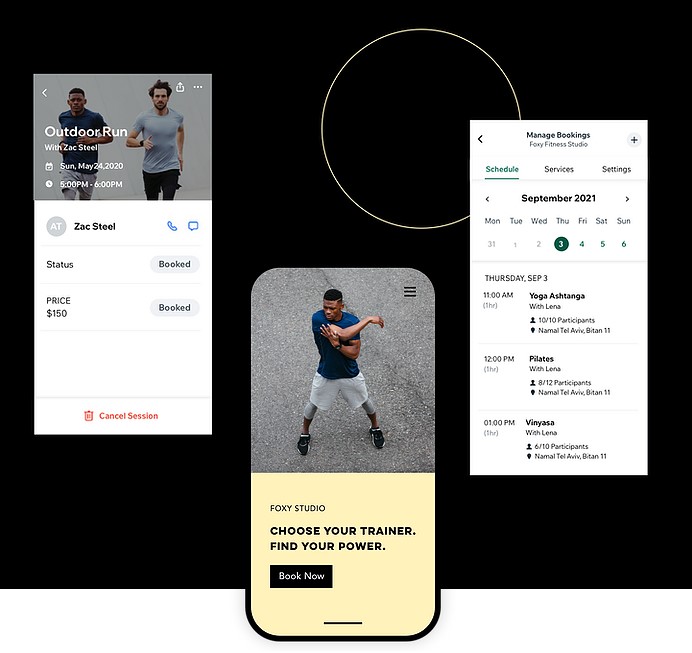 Outdoor Run
With Zac Steel
Sun, May24,2020
5:00PM - 6:00PM
AT
Zac Steel
Status
Booked
PRICE
$150
Booked
Cancel Session
FOXY STUDIO
CHOOSE YOUR TRAINER.
FIND YOUR POWER.
Book Now
Manage Bookings
Foxy Fitness Studio
Schedule Services Settings
September 2021
Mon Tue Wed Thu Fri Sat Sun
31 1 2 3 4 5 6
THURSDAY, SEP 3
11:00 AM Yoga Ashtanga
(1hr) With Lena
10/10 Participants
Namal Tel Aviv, Bitan 11
12:00 PM Pilates
(1hr) With Lena
8/12 Participants
Namal Tel Aviv, Bitan 11
01:00 PM Vinyasa
(1hr) With Lena
6/10 Participants
Namal Tel Aviv, Bitan 11